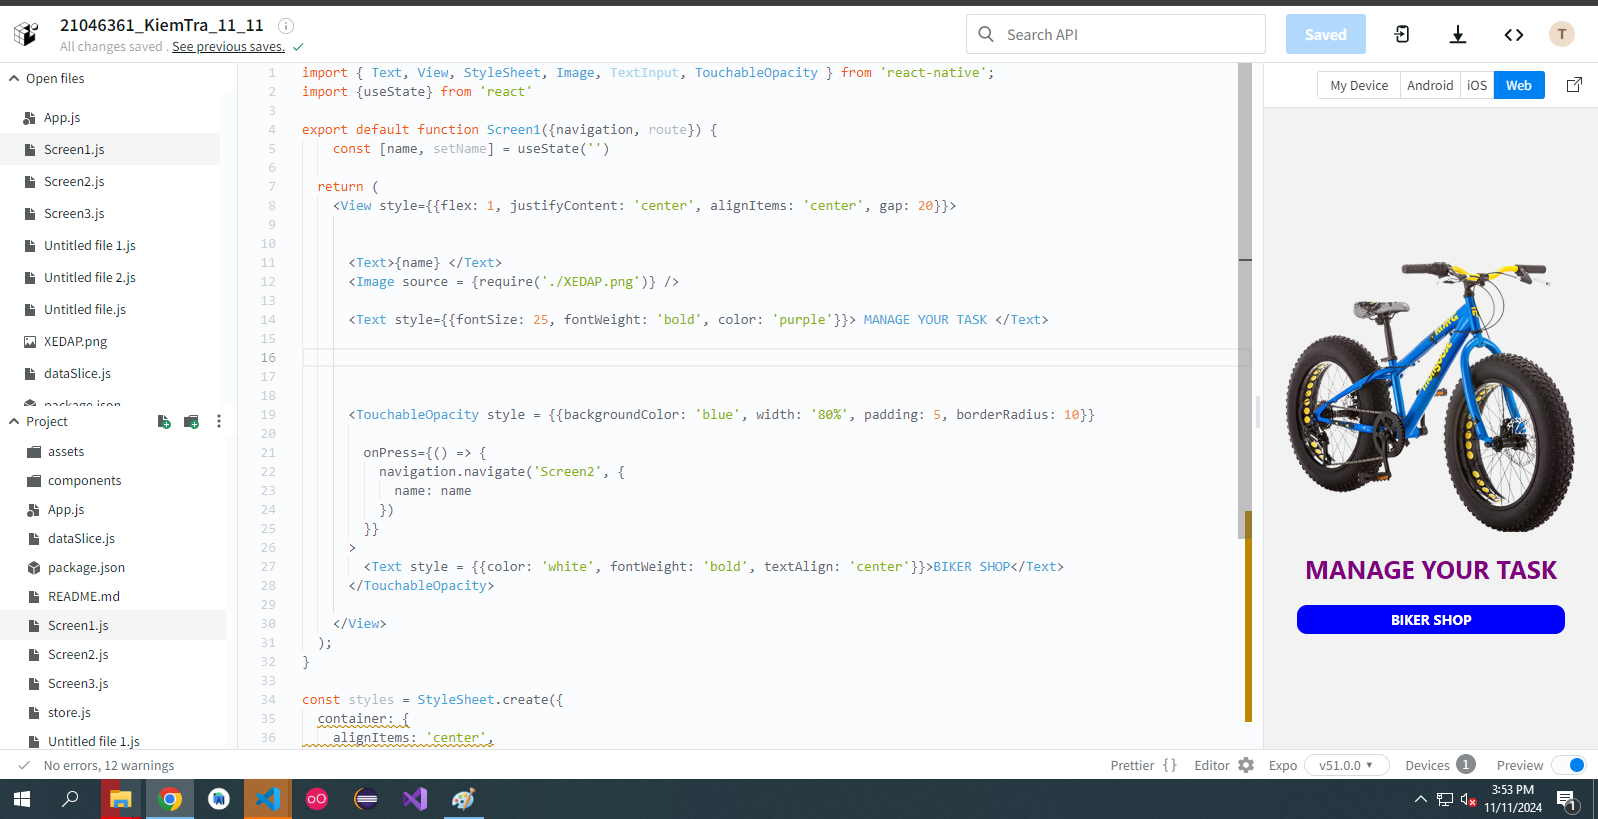 21046361_KiemTra_11_11
All changes saved . See previous saves.
Search API
Saved
T
Open files
App.js
Screen1.js
Screen2.js
Screen3.js
Untitled file 1.js
Untitled file 2.js
Untitled file.js
XEDAP.png
dataSlice.js
package.json
Project
assets
components
App.js
dataSlice.js
package.json
README.md
Screen1.js
Screen2.js
Screen3.js
store.js
Untitled file 1.js
1 import { Text, View, StyleSheet, Image, TextInput, TouchableOpacity } from 'react-native';
2 import {useState} from 'react'
3
4 export default function Screen1({navigation, route}) {
5 const [name, setName] = useState('')
6
7 return (
8 <View style={{flex: 1, justifyContent: 'center', alignItems: 'center', gap: 20}}>
9
10
11 <Text>{name} </Text>
12 <Image source = {require('./XEDAP.png')} />
13
14 <Text style={{fontSize: 25, fontWeight: 'bold', color: 'purple'}}> MANAGE YOUR TASK </Text>
15
16
17
18
19 <TouchableOpacity style = {{backgroundColor: 'blue', width: '80%', padding: 5, borderRadius: 10}}
20
21 onPress={() => {
22 navigation.navigate('Screen2', {
23 name: name
24 })
25 }}
26 >
27 <Text style = {{color: 'white', fontWeight: 'bold', textAlign: 'center'}}>BIKER SHOP</Text>
28 </TouchableOpacity>
29
30 </View>
31 );
32 }
33
34 const styles = StyleSheet.create({
35 container: {
36 alignItems: 'center',
My Device Android iOS Web
mongoose
MANAGE YOUR TASK
BIKER SHOP
No errors, 12 warnings
Prettier {} Editor Expo v51.0.0 Devices 1 Preview
3:53 PM
11/11/2024
1